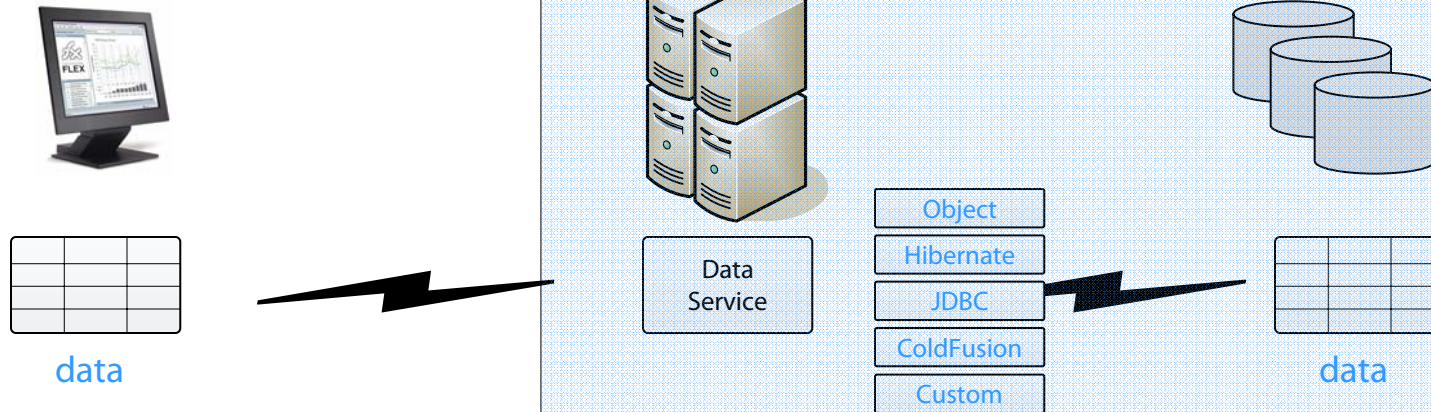 FLEX
Object
Hibernate
JDBC
ColdFusion
Custom
Data
Service
data
data